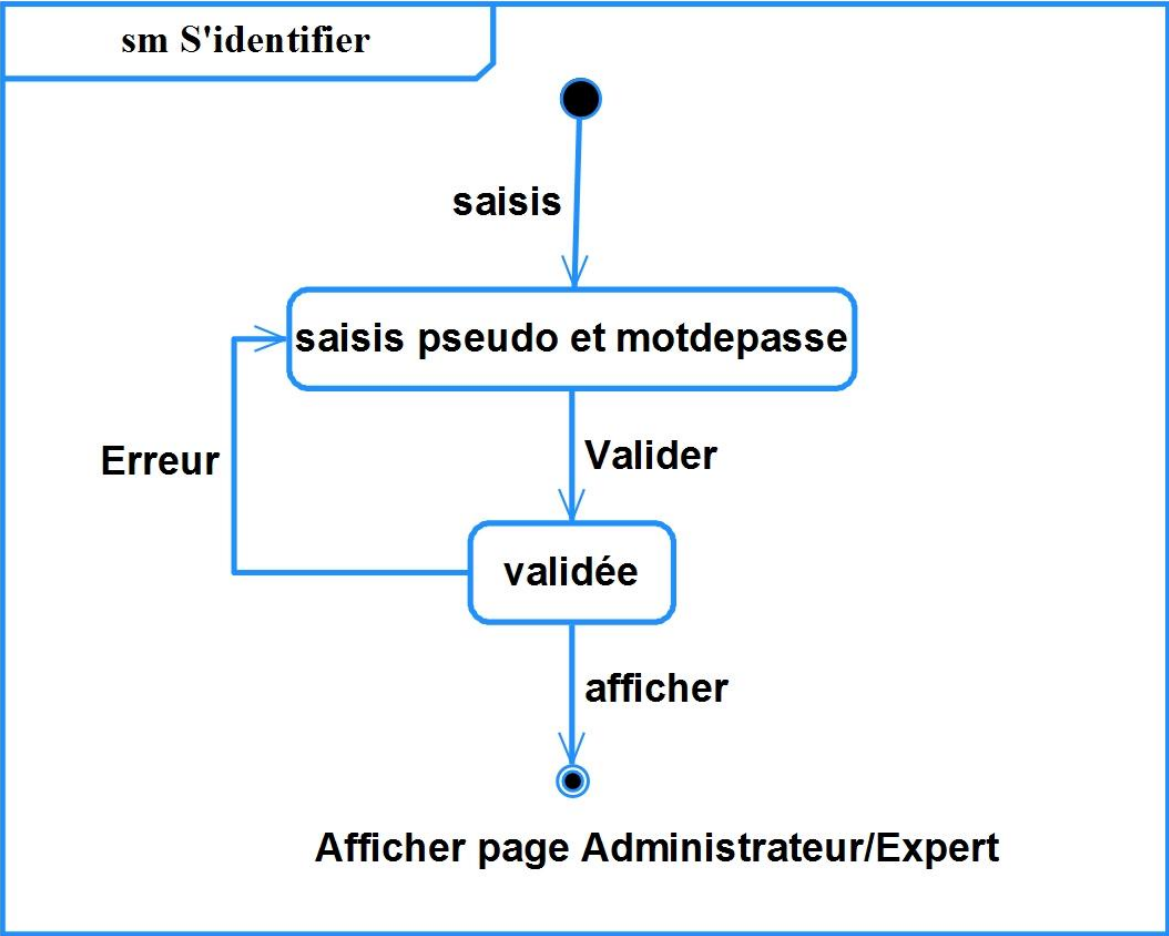 sm S'identifier
saisis
saisis pseudo et motdepasse
Erreur
Valider
validée
afficher
Afficher page Administrateur/Expert